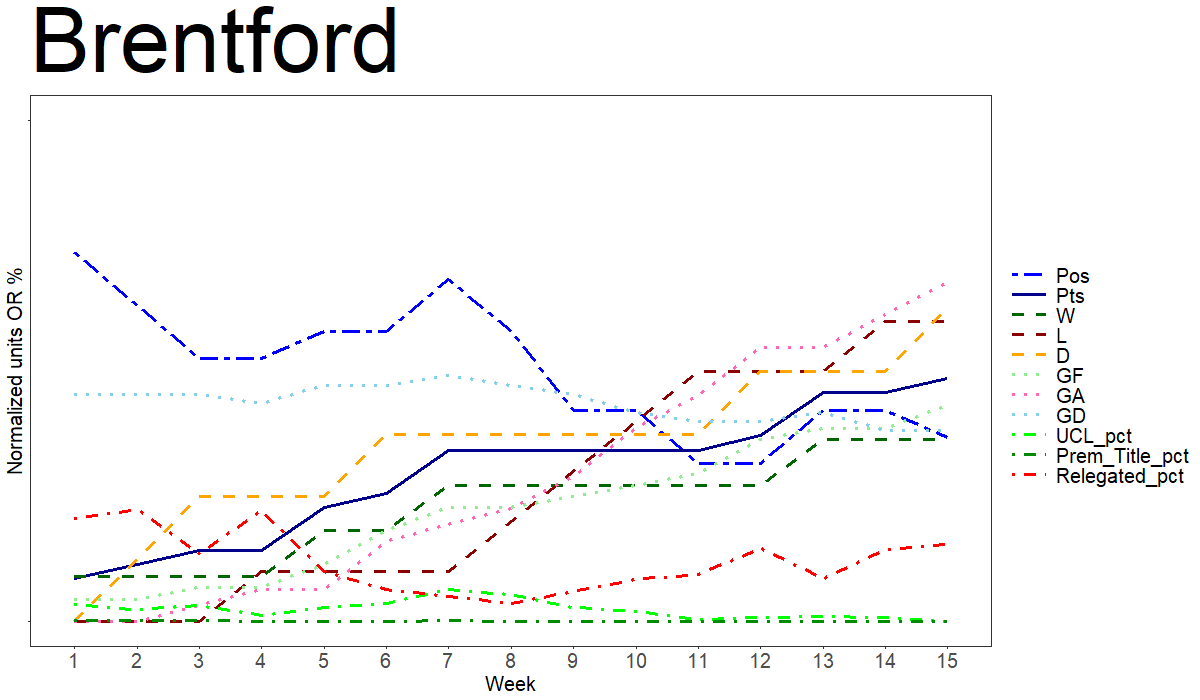 Brentford
Normalized units OR %
1 2 3 4 5 6 7 8 9 10 11 12 13 14 15
Week
Pos
Pts
W
L
D
GF
GA
GD
UCL_pct
Prem_Title_pct
Relegated_pct